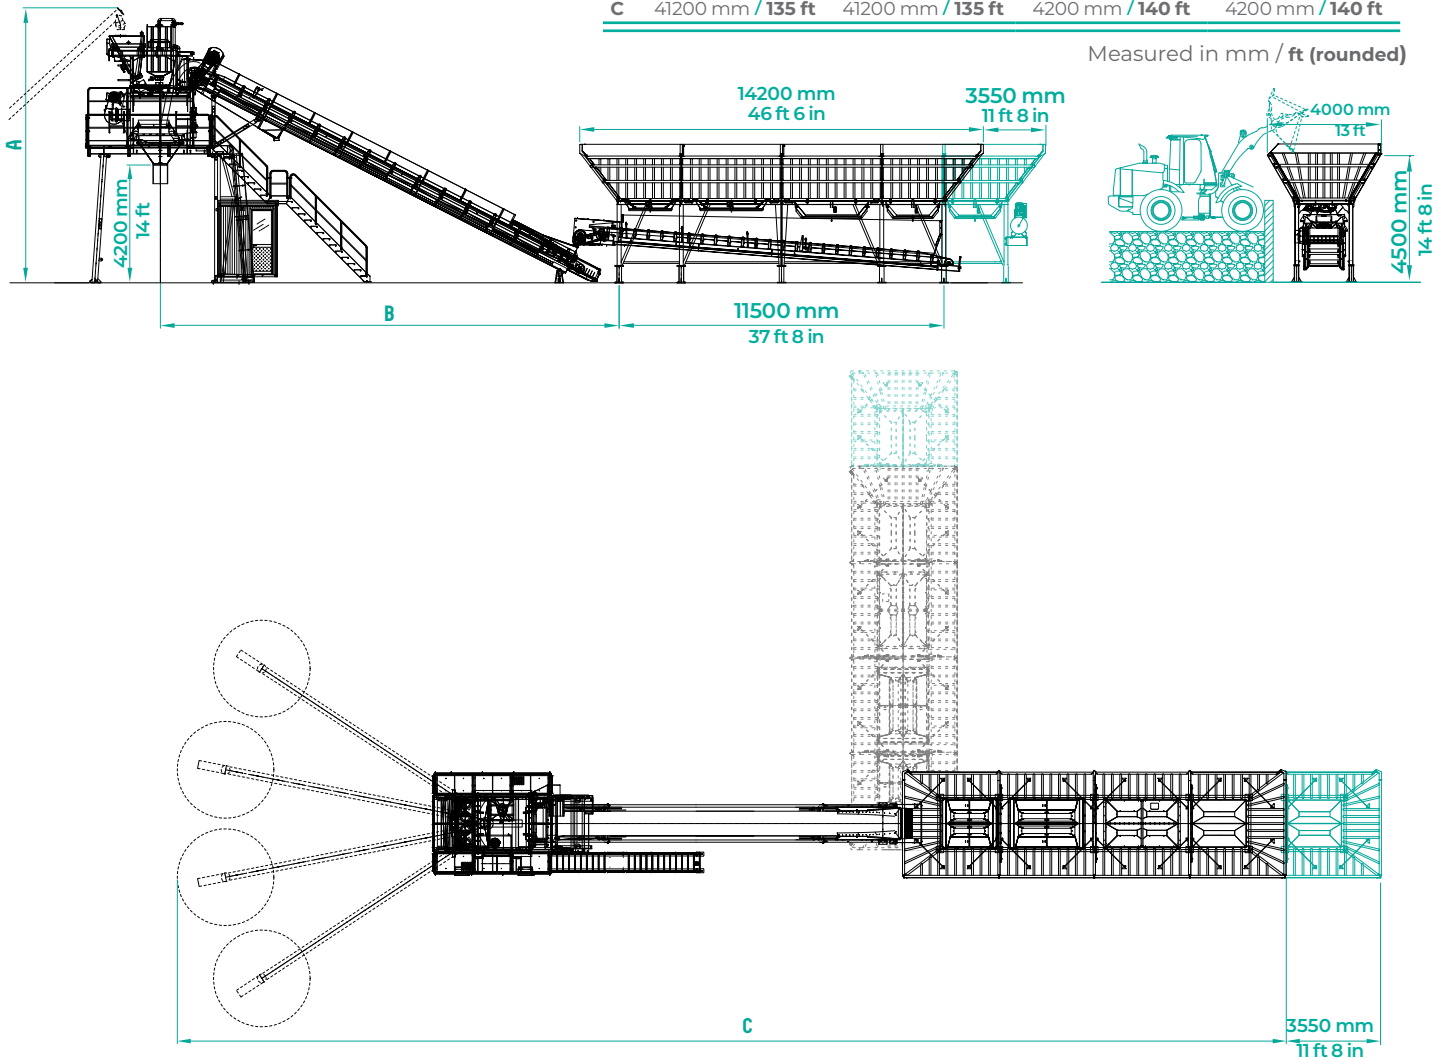 C 41200 mm / 135 ft 41200 mm / 135 ft 4200 mm / 140 ft 4200 mm / 140 ft
Measured in mm / ft (rounded)
14200 mm
46 ft 6 in
3550 mm
11 ft 8 in
4000 mm
13 ft
A
4200 mm
14 ft
4500 mm
14 ft 8 in
B
11500 mm
37 ft 8 in
C
3550 mm
11 ft 8 in